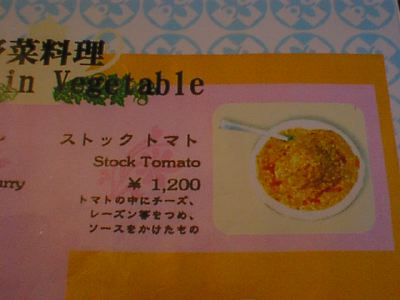 菜料理
in Vegetable
ストック トマト
Stock Tomato
urry
¥ 1,200
トマトの中にチーズ、
レーズン等をつめ、
ソースをかけたもの